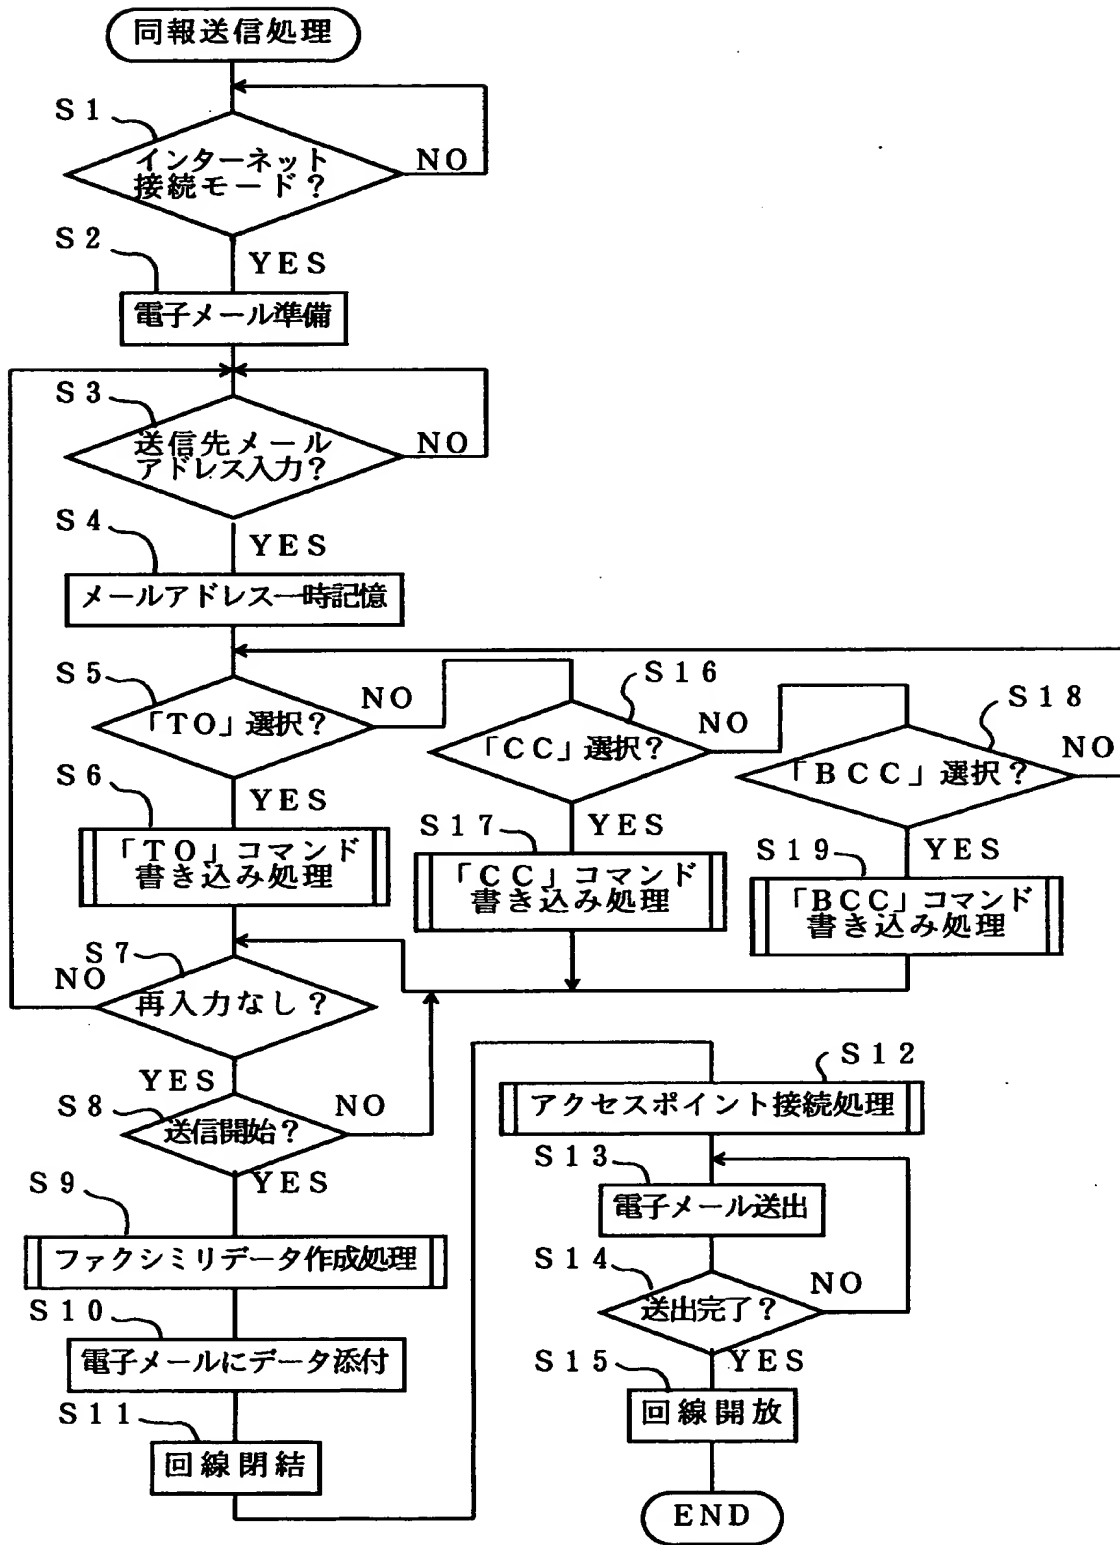 同報送信処理
S1
インターネット
接続モード?
NO
S2
YES
電子メール準備
S3
送信先メール
アドレス入力?
NO
S4
YES
メールアドレス一時記憶
S5
「TO」選択?
NO
S16
「CC」選択?
NO
S18
「BCC」選択?
NO
S6
YES
「TO」コマンド
書き込み処理
S17
YES
「CC」コマンド
書き込み処理
S19
YES
「BCC」コマンド
書き込み処理
S7
NO
再入力なし?
YES
S8
送信開始?
NO
YES
S9
ファクシミリデータ作成処理
S10
電子メールにデータ添付
S11
回線閉結
S12
アクセスポイント接続処理
S13
電子メール送出
S14
送出完了?
NO
S15
YES
回線開放
END